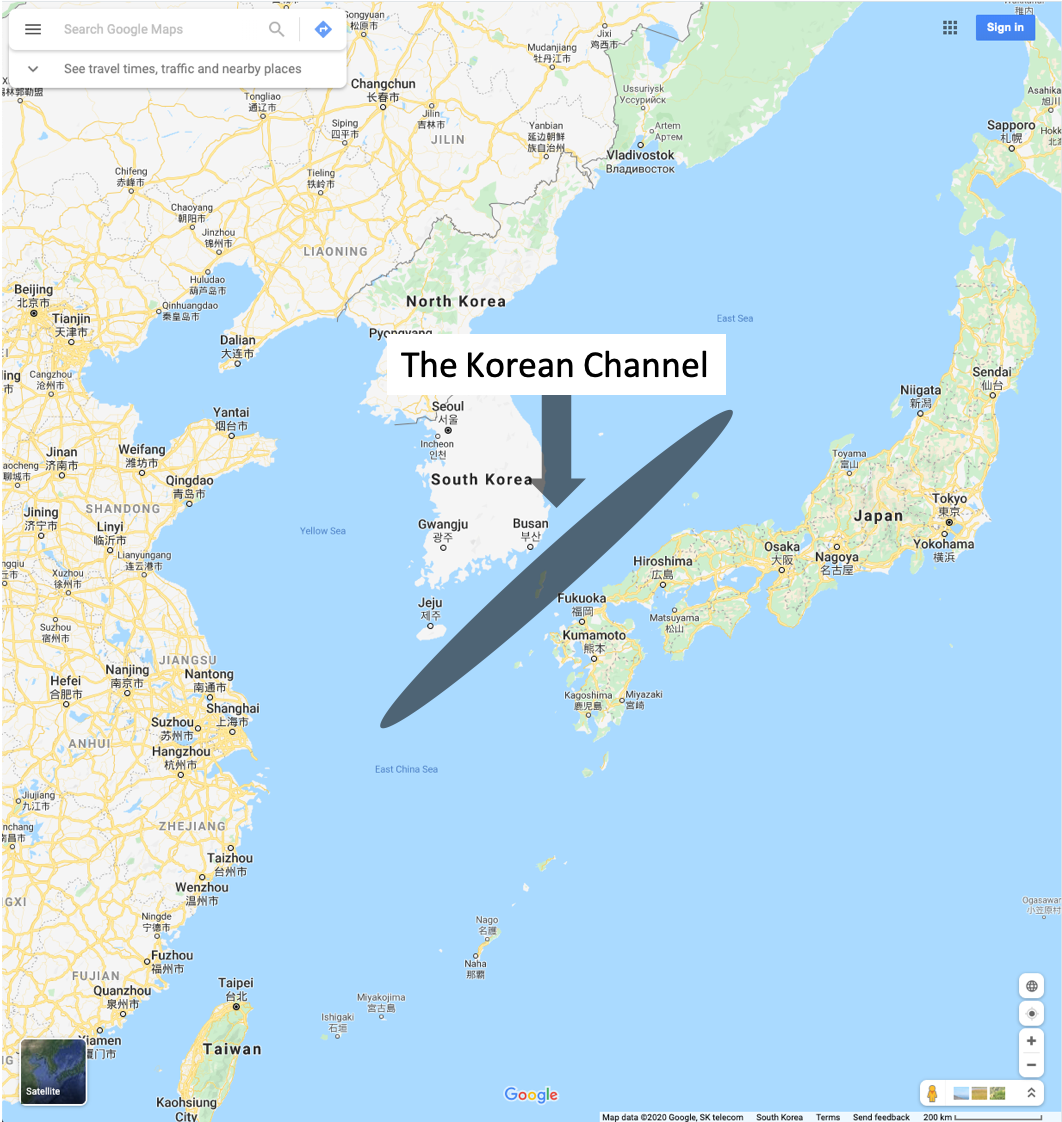 Search Google Maps
See travel times, traffic and nearby places
Sign in
Songyuan
松原市
Jixi
鸡西市
Mudanjiang
牡丹江市
稚内
Changchun
长春市
Tongliao
通辽市
Jilin
吉林市
Siping
四平市
JILIN
Yanbian
延边朝鲜
族自治州
Ussuriysk
Уссурийск
Artem
Артем
Vladivostok
Владивосток
Asahika
旭川
Sapporo
札幌
Chifeng
赤峰市
Tieling
铁岭市
Chaoyang
朝阳市
Jinzhou
锦州市
LIAONING
Huludao
葫芦岛市
Qinhuangdao
秦皇岛市
Beijing
北京市
Tianjin
天津市
North Korea
Pyongyang
East Sea
Dalian
大连市
The Korean Channel
Cangzhou
沧州市
Sendai
仙台
Niigata
新潟
Seoul
서울
Incheon
인천
Yantai
烟台市
Jinan
济南市
Weifang
潍坊市
Toyama
富山
Qingdao
青岛市
South Korea
SHANDONG
Jining
济宁市
Linyi
临沂市
Yellow Sea
Gwangju
광주
Busan
부산
Tokyo
東京
Japan
Yokohama
横浜
Osaka
大阪
Nagoya
名古屋
Lianyungang
连云港市
Xuzhou
徐州市
Hiroshima
広島
Jeju
제주
Fukuoka
福岡
Matsuyama
松山
Suzhou
宿州市
Kumamoto
熊本
JIANGSU
Nanjing
南京市
Nantong
南通市
Hefei
合肥市
Kagoshima
鹿児島
Miyazaki
宮崎
Shanghai
上海市
Suzhou
苏州市
ANHUI
Hangzhou
杭州市
East China Sea
Jiujiang
九江市
nchang
南昌市
ZHEJIANG
Taizhou
台州市
Wenzhou
温州市
GXI
Ogasawar
小笠原村
Ningde
宁德市
Nago
名護
Fuzhou
福州市
Naha
那覇
FUJIAN
Quanzhou
泉州市
Taipei
台北
Miyakojima
宮古島
Ishigaki
石垣
Xiamen
厦门市
Taiwan
Satellite
Kaohsiung
City
Google
Map data ©2020 Google, SK telecom South Korea Terms Send feedback 200 km